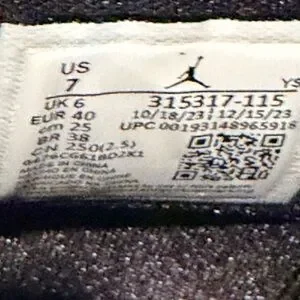 US
7
UK 6
EUR 40
cm 25
BR 38
CN 250(2.5)
MADE IN CHINA
YS
315317-115
10/18/23 12/15/23
UPC 00193148965918